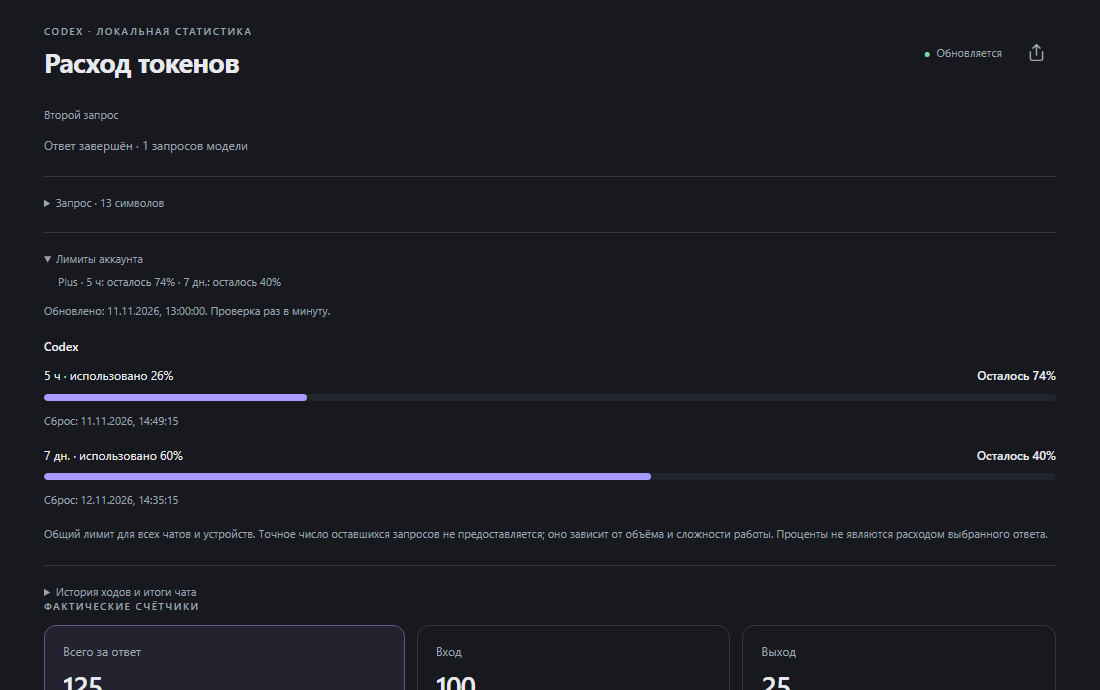 CODEX · ЛОКАЛЬНАЯ СТАТИСТИКА
Расход токенов
Обновляется
Второй запрос
Ответ завершён · 1 запросов модели
Запрос · 13 символов
Лимиты аккаунта
Plus · 5 ч: осталось 74% · 7 дн.: осталось 40%
Обновлено: 11.11.2026, 13:00:00. Проверка раз в минуту.
Codex
5 ч · использовано 26% Осталось 74%
Сброс: 11.11.2026, 14:49:15
7 дн. · использовано 60% Осталось 40%
Сброс: 12.11.2026, 14:35:15
Общий лимит для всех чатов и устройств. Точное число оставшихся запросов не предоставляется; оно зависит от объёма и сложности работы. Проценты не являются расходом выбранного ответа.
История ходов и итоги чата
ФАКТИЧЕСКИЕ СЧЁТЧИКИ
Всего за ответ Вход Выход
125 100 25